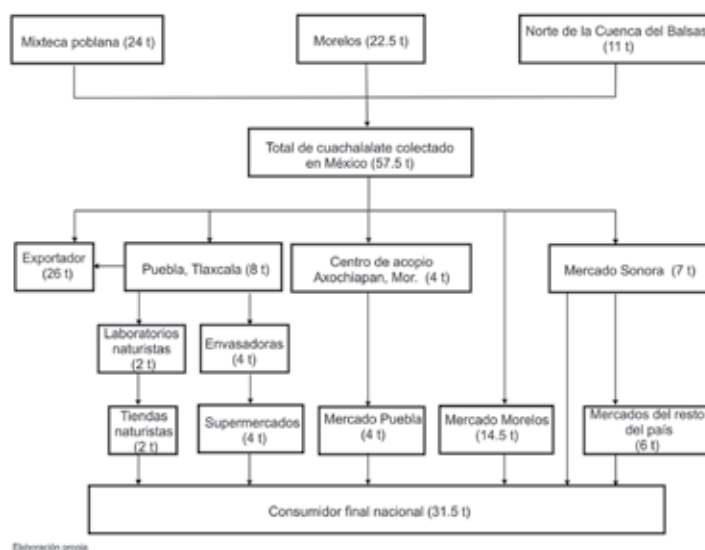 Mixteca poblana (24 t)
Morelos (22.5 t)
Norte de la Cuenca del Balsas
(11 t)
Total de cuachalalate colectado
en México (57.5 t)
Exportador
(26 t)
Puebla, Tlaxcala (8 t)
Centro de acopio
Axochiapan, Mor. (4 t)
Mercado Sonora (7 t)
Laboratorios
naturistas
(2 t)
Envasadoras
(4 t)
Tiendas
naturistas
(2 t)
Supermercados
(4 t)
Mercado Puebla
(4 t)
Mercado Morelos
(14.5 t)
Mercados del resto
del país
(6 t)
Consumidor final nacional (31.5 t)
Elaboración propia